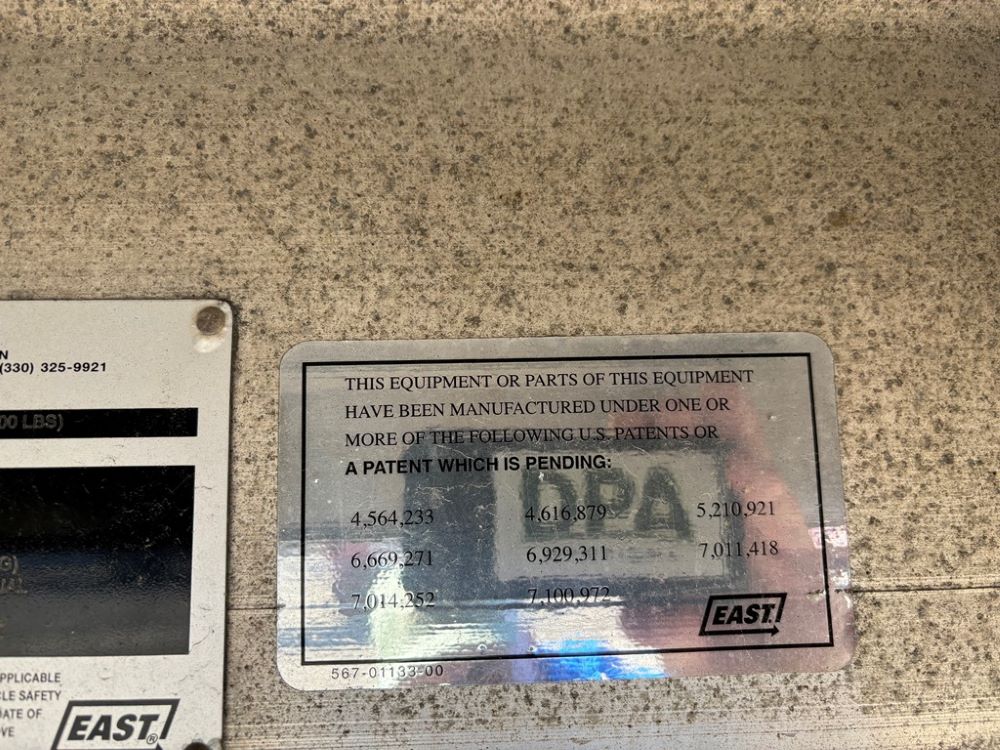 N
(330) 325-9921
00 LBS)
G)
PPLICABLE
CLE SAFETY
DATE OF
VE
EAST®
THIS EQUIPMENT OR PARTS OF THIS EQUIPMENT
HAVE BEEN MANUFACTURED UNDER ONE OR
MORE OF THE FOLLOWING U.S. PATENTS OR
A PATENT WHICH IS PENDING:
4,564,233 4,616,879 5,210,921
6,669,271 6,929,311 7,011,418
7,014,252 7,100,972
EAST
567-01133-00
DPA